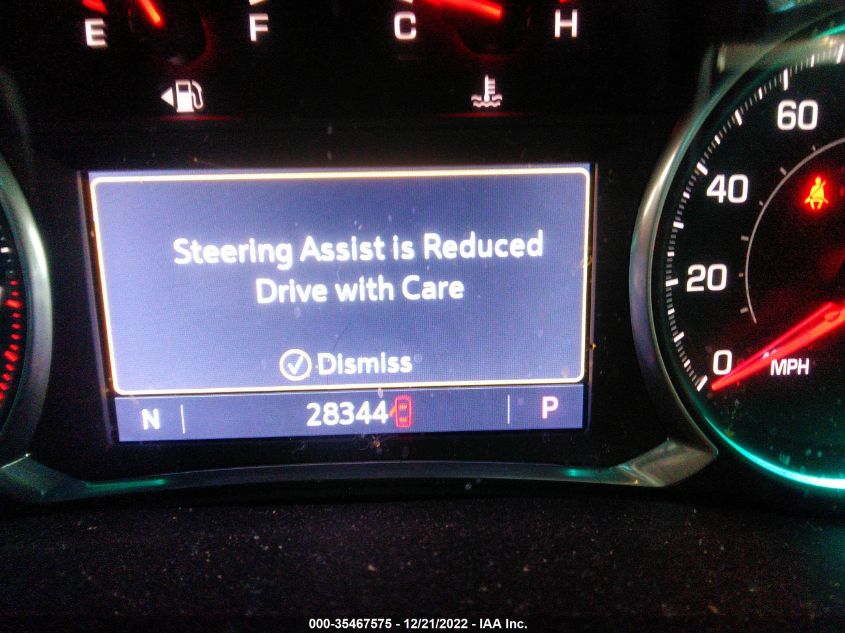 E F C H
60
40
20
0
MPH
Steering Assist is Reduced
Drive with Care
Dismiss
N 28344 P
000-35467575 - 12/21/2022 - IAA Inc.